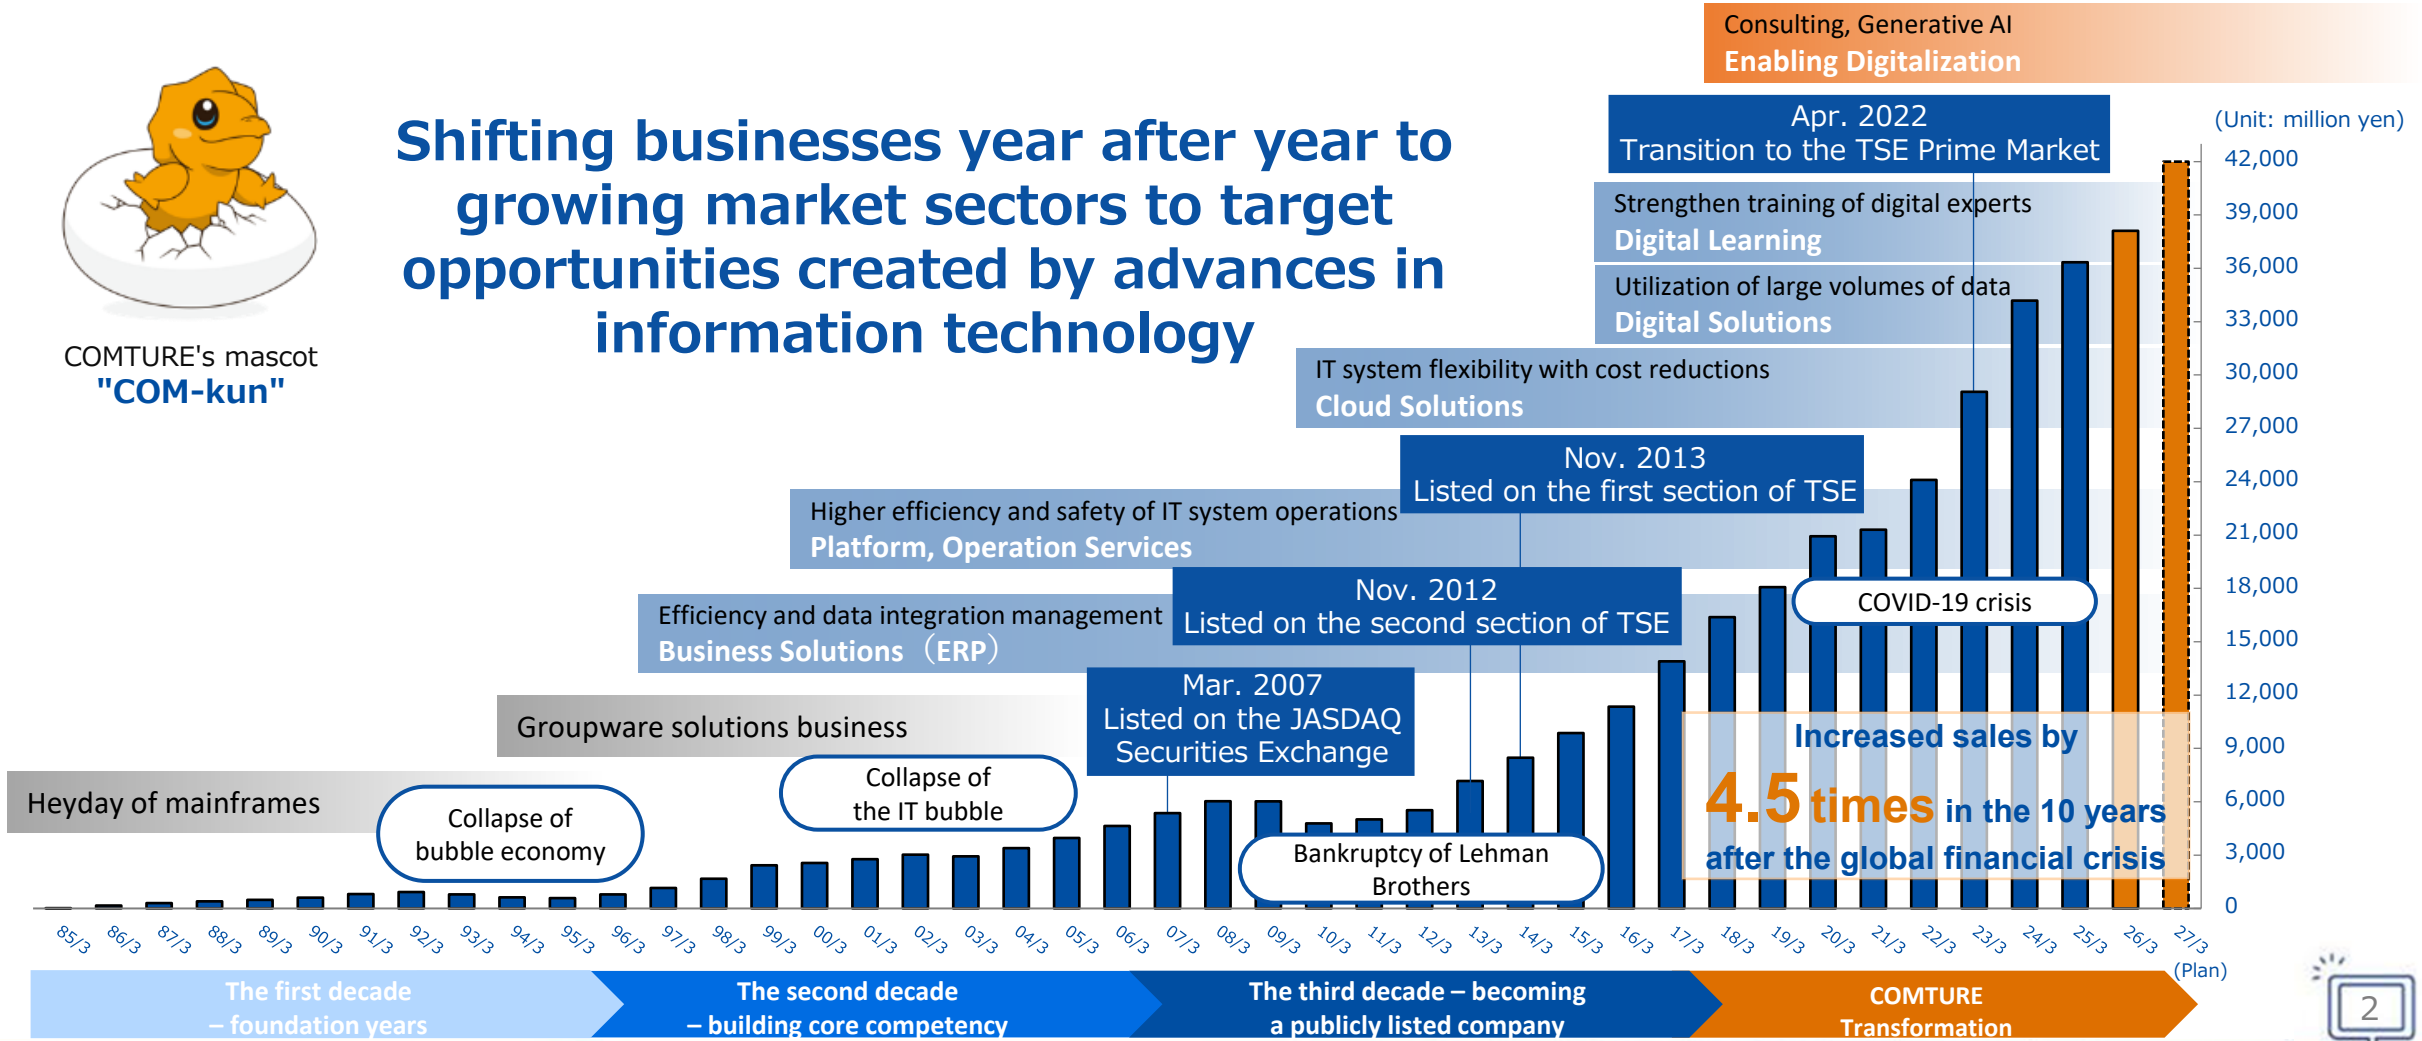 Consulting, Generative AI
Enabling Digitalization
Shifting businesses year after year to
growing market sectors to target
opportunities created by advances in
information technology
COMTURE's mascot
"COM-kun"
Apr. 2022
Transition to the TSE Prime Market
Strengthen training of digital experts
Digital Learning
Utilization of large volumes of data
Digital Solutions
IT system flexibility with cost reductions
Cloud Solutions
Nov. 2013
Listed on the first section of TSE
Higher efficiency and safety of IT system operations
Platform, Operation Services
Nov. 2012
Listed on the second section of TSE
Efficiency and data integration management
Business Solutions（ERP）
Mar. 2007
Listed on the JASDAQ
Securities Exchange
Groupware solutions business
Heyday of mainframes
Collapse of
bubble economy
Collapse of
the IT bubble
Bankruptcy of Lehman
Brothers
COVID-19 crisis
Increased sales by
4.5 times in the 10 years
after the global financial crisis
(Unit: million yen)
42,000
39,000
36,000
33,000
30,000
27,000
24,000
21,000
18,000
15,000
12,000
9,000
6,000
3,000
0
85/3 86/3 87/3 88/3 89/3 90/3 91/3 92/3 93/3 94/3 95/3 96/3 97/3 98/3 99/3 00/3 01/3 02/3 03/3 04/3 05/3 06/3 07/3 08/3 09/3 10/3 11/3 12/3 13/3 14/3 15/3 16/3 17/3 18/3 19/3 20/3 21/3 22/3 23/3 24/3 25/3 26/3 27/3
(Plan)
The first decade
– foundation years
The second decade
– building core competency
The third decade – becoming
a publicly listed company
COMTURE
Transformation
2